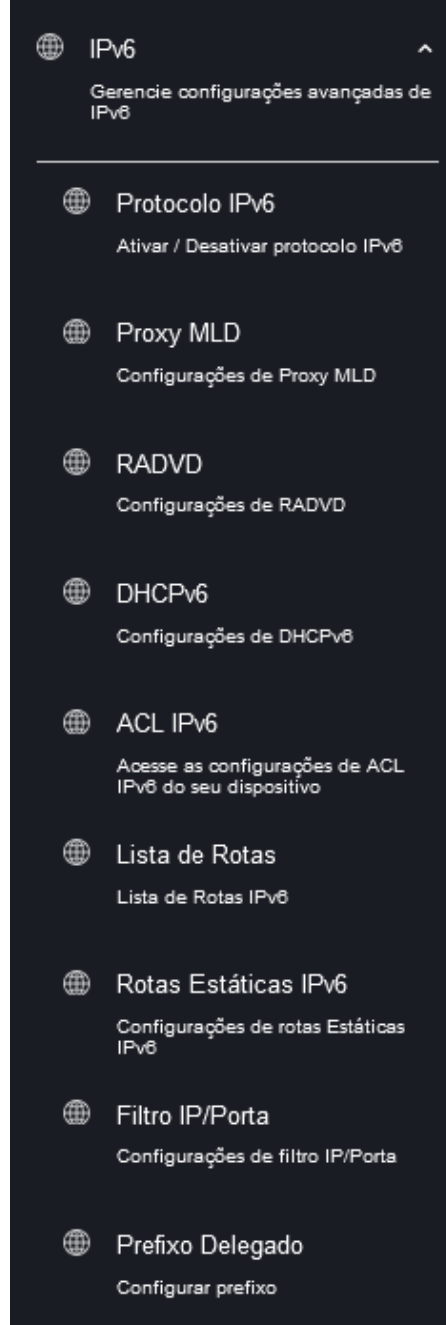 IPv6
Gerencie configurações avançadas de
IPv6
Protocolo IPv6
Ativar / Desativar protocolo IPv6
Proxy MLD
Configurações de Proxy MLD
RADVD
Configurações de RADVD
DHCPv6
Configurações de DHCPv6
ACL IPv6
Acesse as configurações de ACL
IPv6 do seu dispositivo
Lista de Rotas
Lista de Rotas IPv6
Rotas Estáticas IPv6
Configurações de rotas Estáticas
IPv6
Filtro IP/Porta
Configurações de filtro IP/Porta
Prefixo Delegado
Configurar prefixo